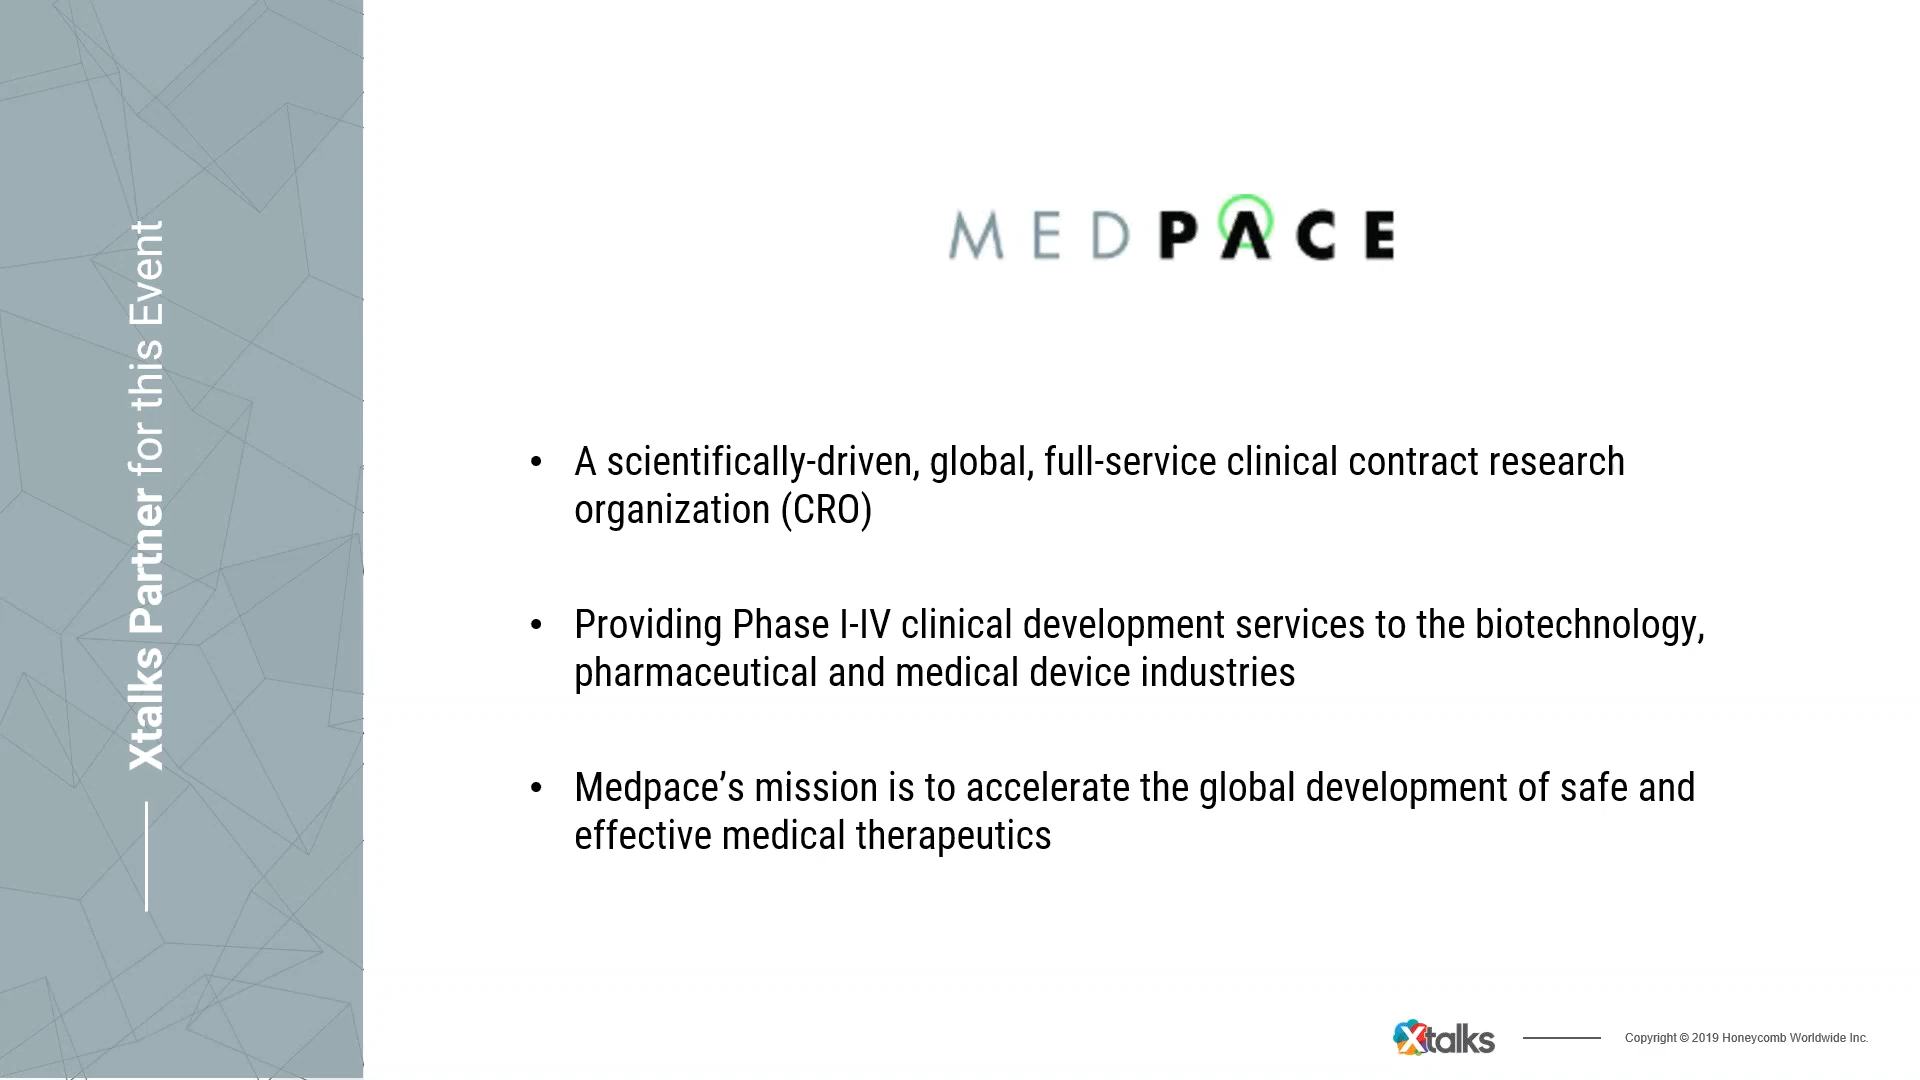 Xtalks Partner for this Event
MEDPACE
• A scientifically-driven, global, full-service clinical contract research
organization (CRO)
• Providing Phase I-IV clinical development services to the biotechnology,
pharmaceutical and medical device industries
• Medpace’s mission is to accelerate the global development of safe and
effective medical therapeutics
Xtalks
Copyright © 2019 Honeycomb Worldwide Inc.